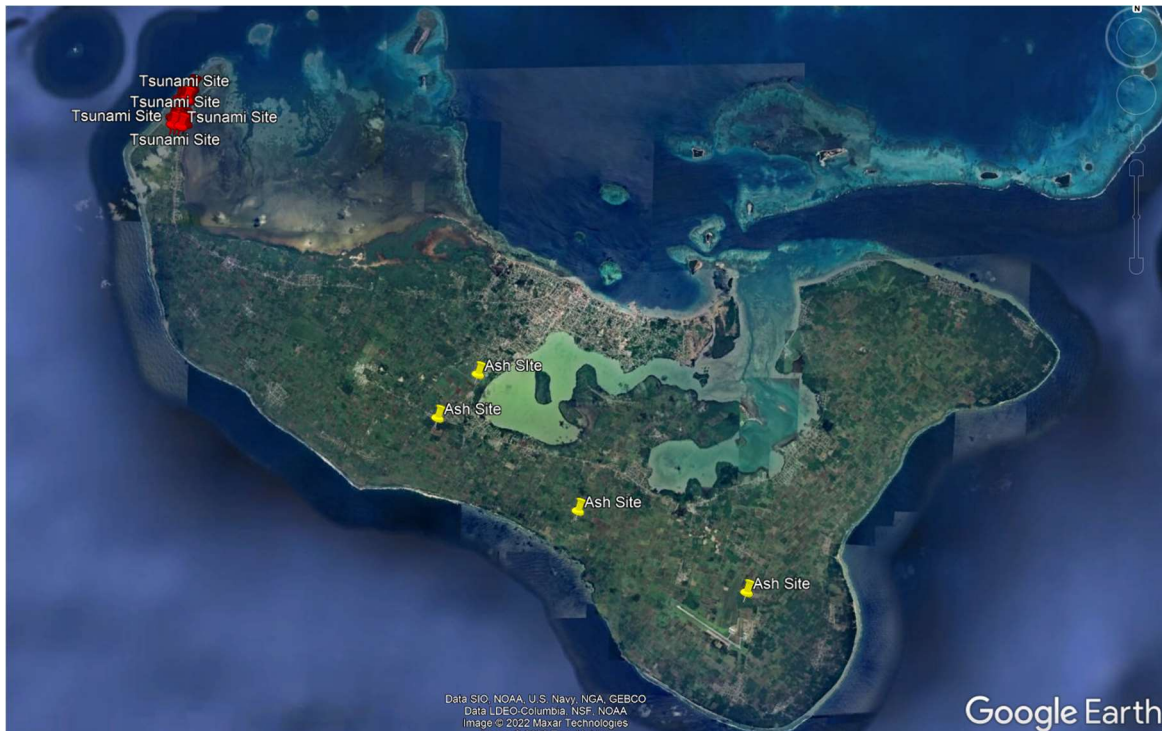 N
Tsunami Site
Tsunami Site
Tsunami Site
Tsunami Site
Tsunami Site
Ash SIte
Ash Site
Ash Site
Ash Site
Data SIO, NOAA, U.S. Navy, NGA, GEBCO
Data LDEO-Columbia, NSF, NOAA
Image © 2022 Maxar Technologies
Google Earth